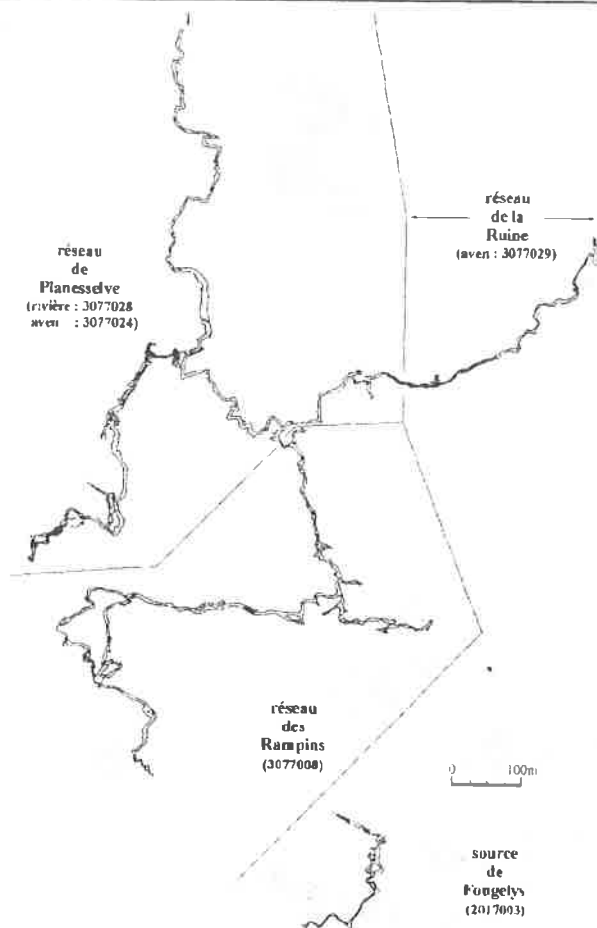 réseau
de la
Ruine
(aven : 3077029)
réseau
de
Planesselve
(rivière : 3077028
aven : 3077024)
réseau
des
Rampins
(3077008)
0 100m
source
de
Fougelys
(2017003)